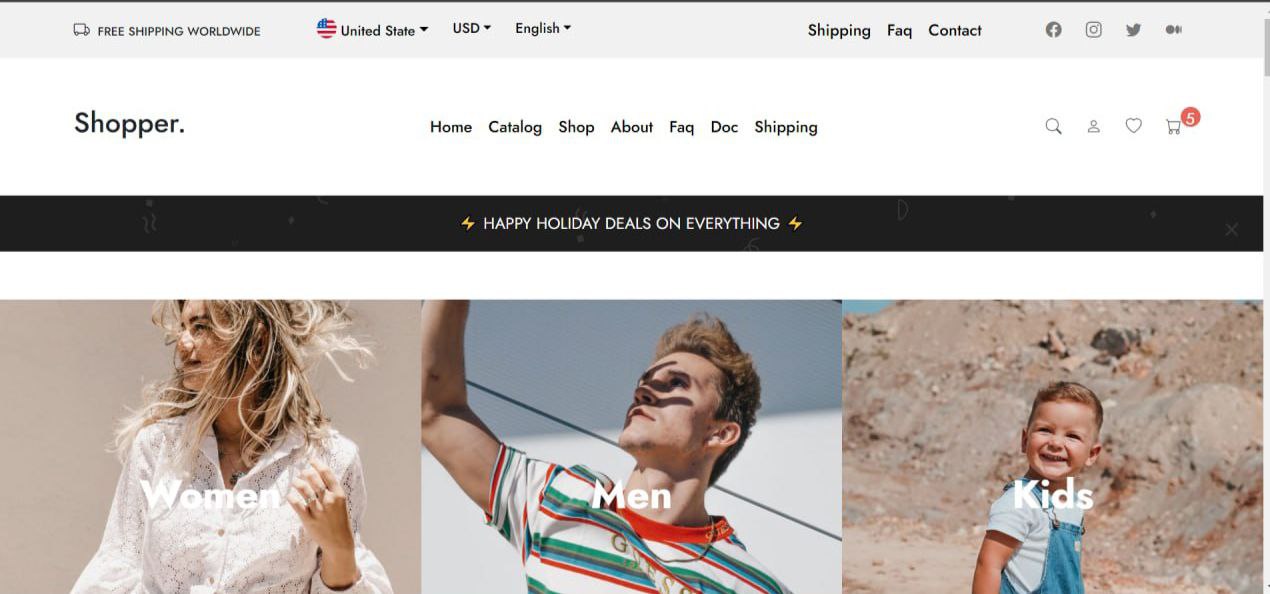 FREE SHIPPING WORLDWIDE United State USD English Shipping Faq Contact
Shopper. Home Catalog Shop About Faq Doc Shipping 5
⚡ HAPPY HOLIDAY DEALS ON EVERYTHING ⚡
Women Men Kids